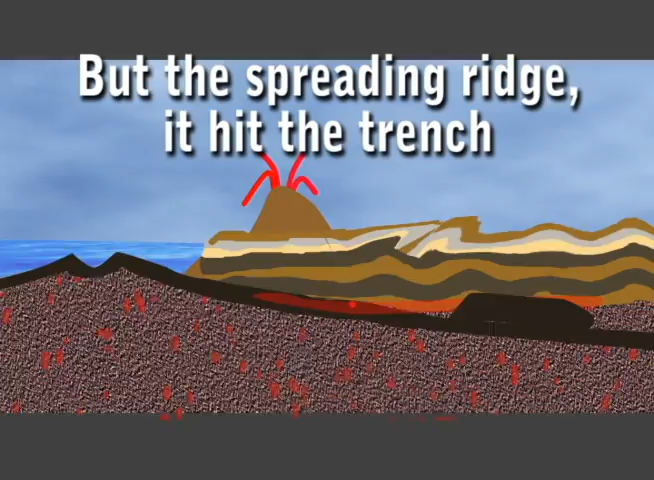 But the spreading ridge,
it hit the trench